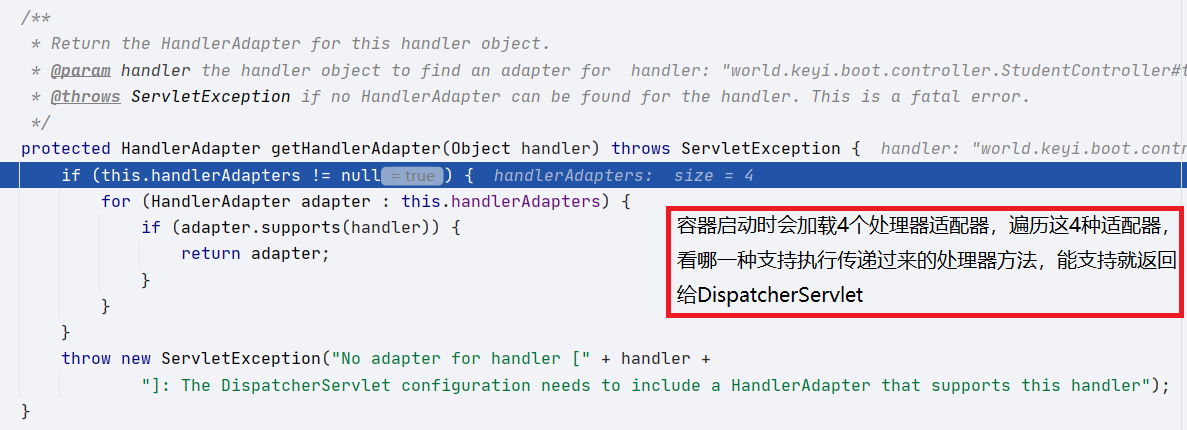 /**
* Return the HandlerAdapter for this handler object.
* @param handler the handler object to find an adapter for  handler: "world.keyi.boot.controller.StudentController#t
* @throws ServletException if no HandlerAdapter can be found for the handler. This is a fatal error.
*/
protected HandlerAdapter getHandlerAdapter(Object handler) throws ServletException {  handler: "world.keyi.boot.contr
if (this.handlerAdapters != null = true ) {  handlerAdapters:  size = 4
for (HandlerAdapter adapter : this.handlerAdapters) {
if (adapter.supports(handler)) {
return adapter;
}
}
}
throw new ServletException("No adapter for handler [" + handler +
"]: The DispatcherServlet configuration needs to include a HandlerAdapter that supports this handler");
}
容器启动时会加载4个处理器适配器，遍历这4种适配器，
看哪一种支持执行传递过来的处理器方法，能支持就返回
给DispatcherServlet